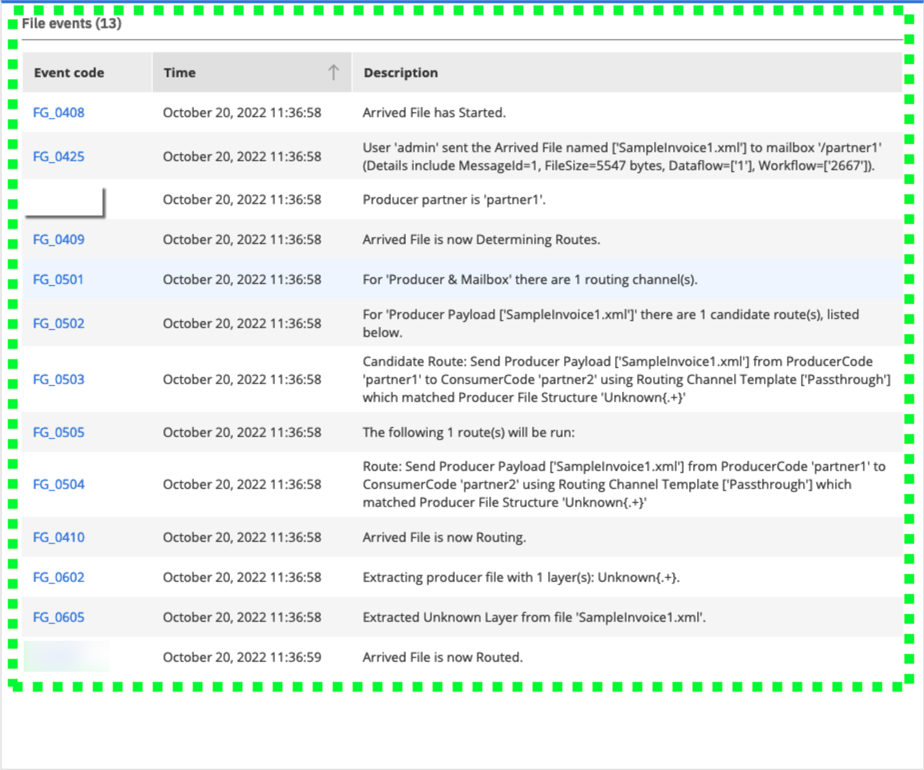 File events (13)
Event code Time Description
FG_0408 October 20, 2022 11:36:58 Arrived File has Started.
FG_0425 October 20, 2022 11:36:58 User 'admin' sent the Arrived File named ['SampleInvoice1.xml'] to mailbox '/partner1'
(Details include MessageId=1, FileSize=5547 bytes, Dataflow=['1'], Workflow=['2667']).
October 20, 2022 11:36:58 Producer partner is 'partner1'.
FG_0409 October 20, 2022 11:36:58 Arrived File is now Determining Routes.
FG_0501 October 20, 2022 11:36:58 For 'Producer & Mailbox' there are 1 routing channel(s).
FG_0502 October 20, 2022 11:36:58 For 'Producer Payload ['SampleInvoice1.xml']' there are 1 candidate route(s), listed
below.
FG_0503 October 20, 2022 11:36:58 Candidate Route: Send Producer Payload ['SampleInvoice1.xml'] from ProducerCode
'partner1' to ConsumerCode 'partner2' using Routing Channel Template ['Passthrough']
which matched Producer File Structure 'Unknown{.+}'
FG_0505 October 20, 2022 11:36:58 The following 1 route(s) will be run:
FG_0504 October 20, 2022 11:36:58 Route: Send Producer Payload ['SampleInvoice1.xml'] from ProducerCode 'partner1' to
ConsumerCode 'partner2' using Routing Channel Template ['Passthrough'] which
matched Producer File Structure 'Unknown{.+}'
FG_0410 October 20, 2022 11:36:58 Arrived File is now Routing.
FG_0602 October 20, 2022 11:36:58 Extracting producer file with 1 layer(s): Unknown{.+}.
FG_0605 October 20, 2022 11:36:58 Extracted Unknown Layer from file 'SampleInvoice1.xml'.
October 20, 2022 11:36:59 Arrived File is now Routed.